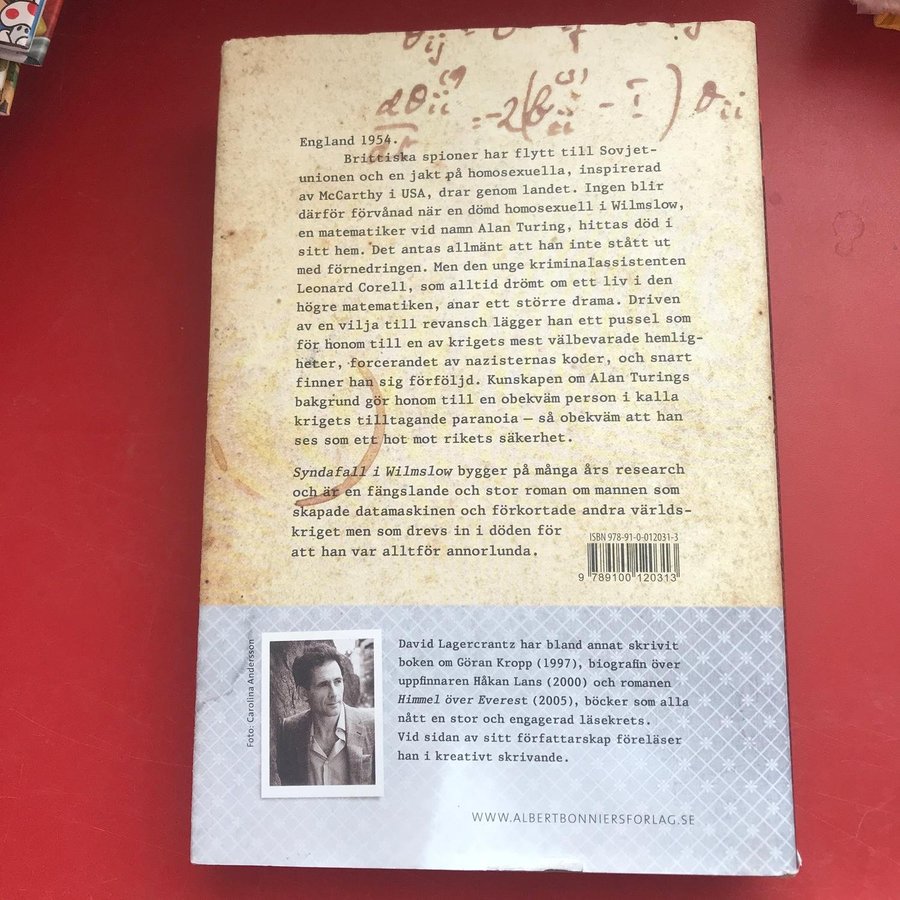 England 1954.
Brittiska spioner har flytt till Sovjet-
unionen och en jakt på homosexuella, inspirerad
av McCarthy i USA, drar genom landet. Ingen blir
därför förvånad när en dömd homosexuell i Wilmslow,
en matematiker vid namn Alan Turing, hittas död i
sitt hem. Det antas allmänt att han inte stått ut
med förnedringen. Men den unge kriminalassistenten
Leonard Corell, som alltid drömt om ett liv i den
högre matematiken, anar ett större drama. Driven
av en vilja till revansch lägger han ett pussel som
för honom till en av krigets mest välbevarade hemlig-
heter, forcerandet av nazisternas koder, och snart
finner han sig förföljd. Kunskapen om Alan Turings
bakgrund gör honom till en obekväm person i kalla
krigets tilltagande paranoia – så obekväm att han
ses som ett hot mot rikets säkerhet.
Syndafall i Wilmslow bygger på många års research
och är en fängslande och stor roman om mannen som
skapade datamaskinen och förkortade andra världs-
kriget men som drevs in i döden för
att han var alltför annorlunda.
ISBN 978-91-0-012031-3
9 789100 120313
Foto: Carolina Andersson
David Lagercrantz har bland annat skrivit
boken om Göran Kropp (1997), biografin över
uppfinnaren Håkan Lans (2000) och romanen
Himmel över Everest (2005), böcker som alla
nått en stor och engagerad läsekrets.
Vid sidan av sitt författarskap föreläser
han i kreativt skrivande.
WWW.ALBERTBONNIERSFORLAG.SE